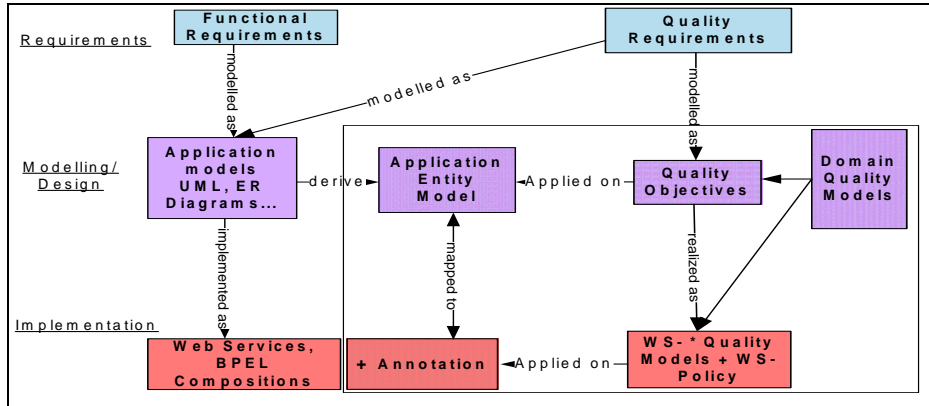 Functional
Requirements
Quality
Requirements
Requirements
modelled as
modelled as
modelled as
Modelling/
Design
Application
models
UML, ER
Diagrams...
derive
Application
Entity
Model
Applied on
Quality
Objectives
Domain
Quality
Models
implemented as
mapped to
realized as
Implementation
Web Services,
BPEL
Compositions
+ Annotation
Applied on
WS-* Quality
Models + WS-
Policy